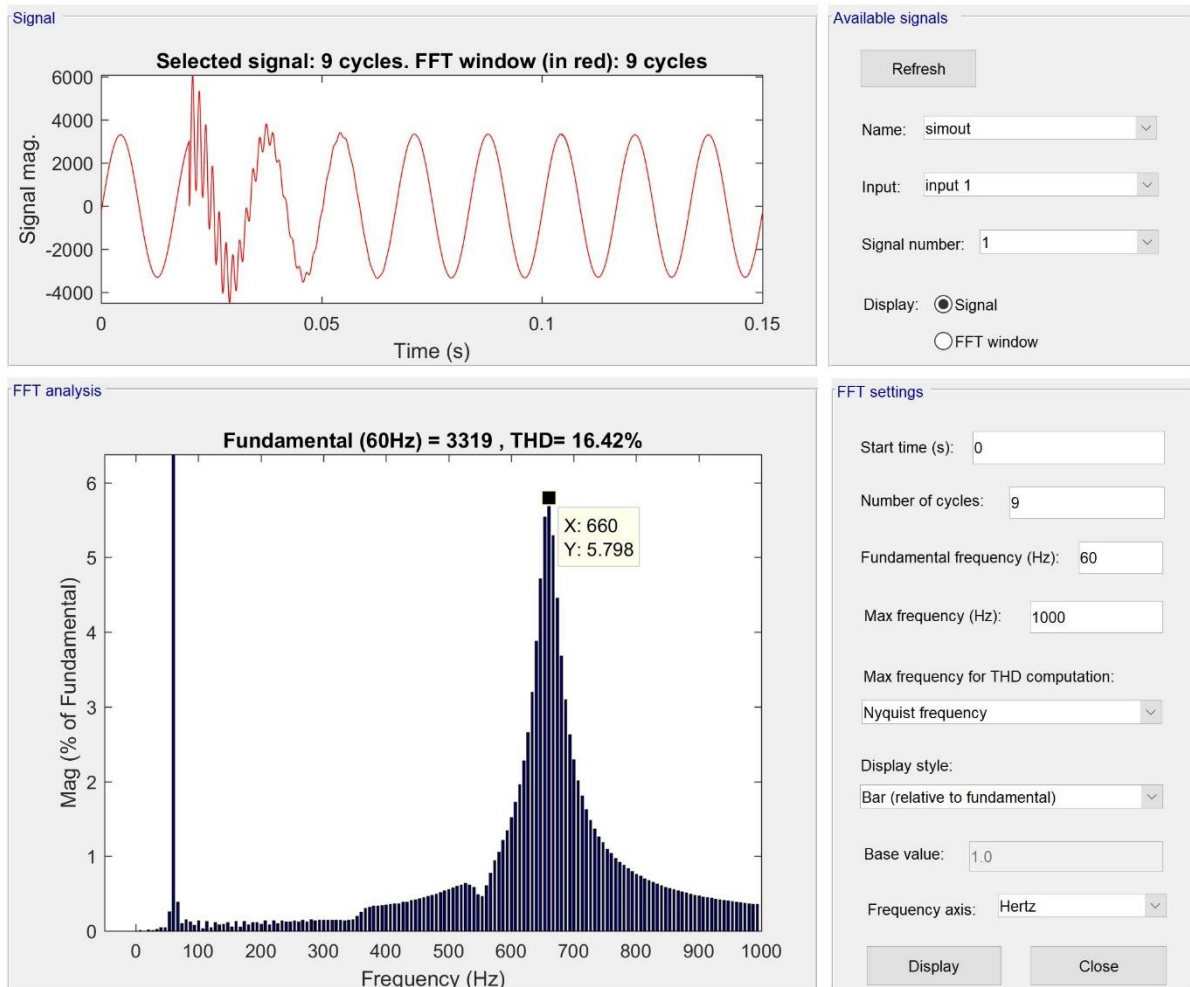 Signal
Selected signal: 9 cycles. FFT window (in red): 9 cycles
6000
4000
2000
0
-2000
-4000
Signal mag.
0
0.05
0.1
0.15
Time (s)
Available signals
Refresh
Name: simout
Input: input 1
Signal number: 1
Display: Signal
FFT window
FFT analysis
Fundamental (60Hz) = 3319 , THD= 16.42%
6
5
4
3
2
1
0
Mag (% of Fundamental)
X: 660
Y: 5.798
0
100
200
300
400
500
600
700
800
900
1000
Frequency (Hz)
FFT settings
Start time (s): 0
Number of cycles: 9
Fundamental frequency (Hz): 60
Max frequency (Hz): 1000
Max frequency for THD computation:
Nyquist frequency
Display style:
Bar (relative to fundamental)
Base value: 1.0
Frequency axis: Hertz
Display
Close